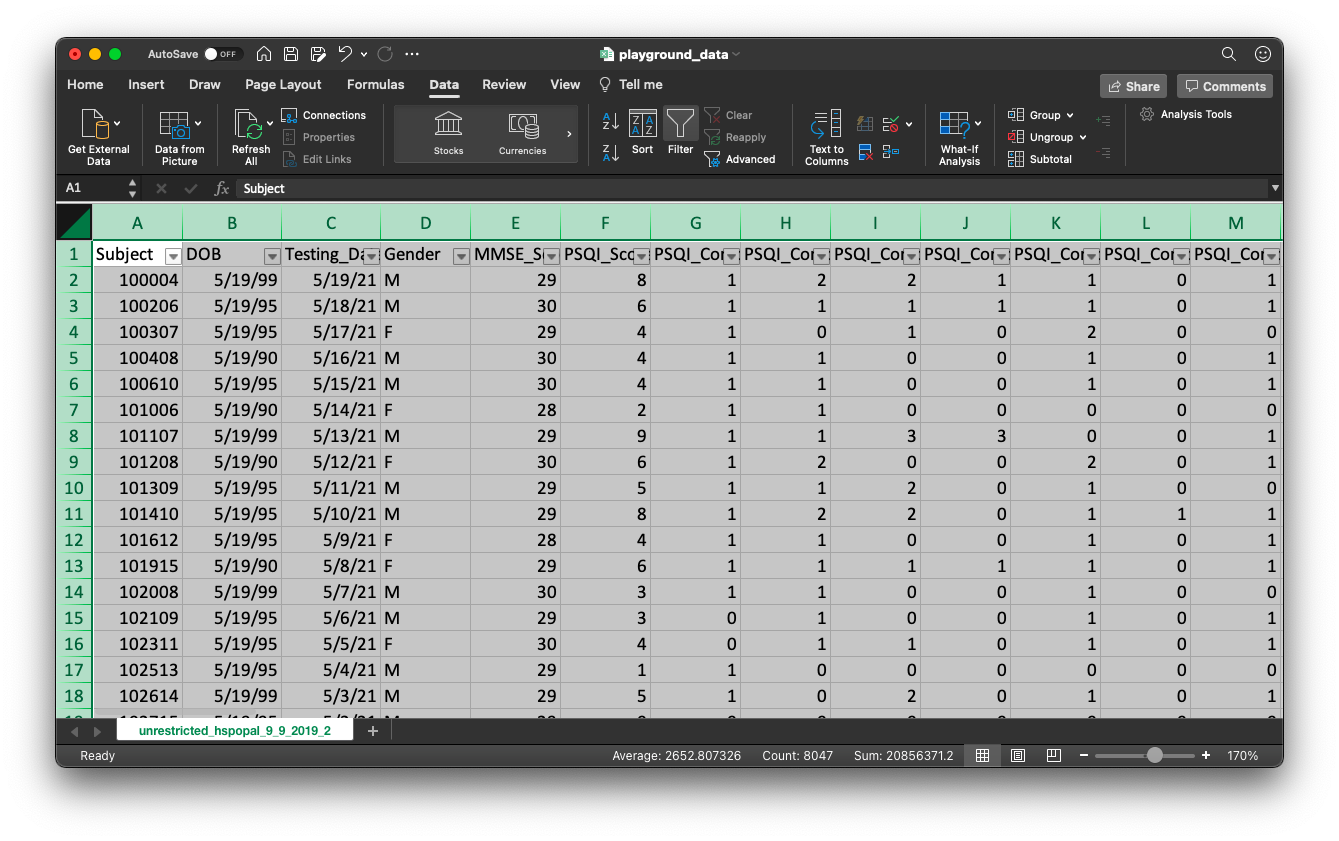 AutoSave OFF playground_data
Home Insert Draw Page Layout Formulas Data Review View Tell me Share Comments
Get External Data
Data from Picture
Refresh All
Connections
Properties
Edit Links
Stocks Currencies
Sort Filter
Clear
Reapply
Advanced
Text to Columns
What-If Analysis
Group
Ungroup
Subtotal
Analysis Tools
A1 fx Subject
A B C D E F G H I J K L M
1 Subject DOB Testing_Da Gender MMSE_S PSQI_Sco PSQI_Con PSQI_Cor PSQI_Cor PSQI_Cor PSQI_Cor PSQI_Cor PSQI_Cor
2 100004 5/19/99 5/19/21 M 29 8 1 2 2 1 1 0 1
3 100206 5/19/95 5/18/21 M 30 6 1 1 1 1 1 0 1
4 100307 5/19/95 5/17/21 F 29 4 1 0 1 0 2 0 0
5 100408 5/19/90 5/16/21 M 30 4 1 1 0 0 1 0 1
6 100610 5/19/95 5/15/21 M 30 4 1 1 0 0 1 0 1
7 101006 5/19/90 5/14/21 F 28 2 1 1 0 0 0 0 0
8 101107 5/19/99 5/13/21 M 29 9 1 1 3 3 0 0 1
9 101208 5/19/90 5/12/21 F 30 6 1 2 0 0 2 0 1
10 101309 5/19/95 5/11/21 M 29 5 1 1 2 0 1 0 0
11 101410 5/19/95 5/10/21 M 29 8 1 2 2 0 1 1 1
12 101612 5/19/95 5/9/21 F 28 4 1 1 0 0 1 0 1
13 101915 5/19/90 5/8/21 F 29 6 1 1 1 1 1 0 1
14 102008 5/19/99 5/7/21 M 30 3 1 1 0 0 1 0 0
15 102109 5/19/95 5/6/21 M 29 3 0 1 0 0 1 0 1
16 102311 5/19/95 5/5/21 F 30 4 0 1 1 0 1 0 1
17 102513 5/19/95 5/4/21 M 29 1 1 0 0 0 0 0 0
18 102614 5/19/99 5/3/21 M 29 5 1 0 2 0 1 0 1
unrestricted_hspopal_9_9_2019_2
Ready Average: 2652.807326 Count: 8047 Sum: 20856371.2 170%